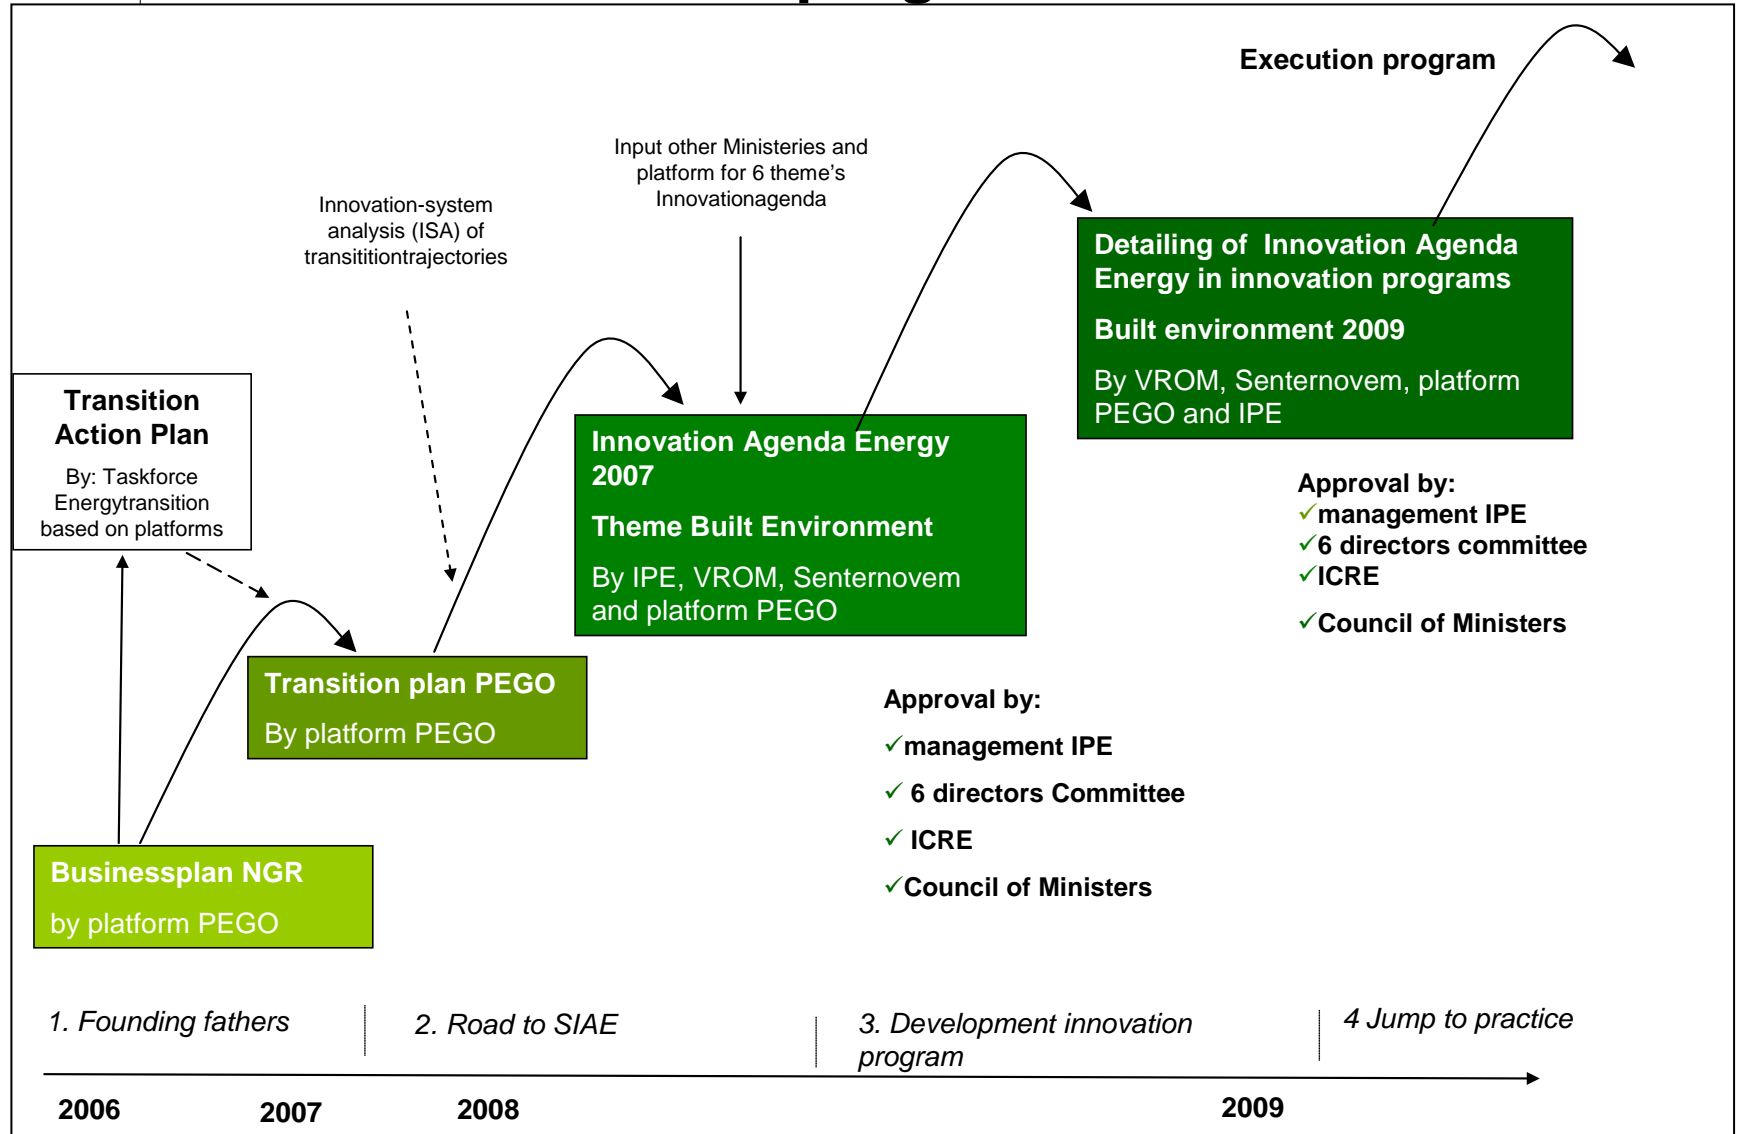 Execution program
Input other Ministeries and
platform for 6 theme's
Innovationagenda
Innovation-system
analysis (ISA) of
transititiontrajectories
Detailing of Innovation Agenda
Energy in innovation programs
Built environment 2009
By VROM, Senternovem, platform
PEGO and IPE
Transition
Action Plan
By: Taskforce
Energytransition
based on platforms
Innovation Agenda Energy
2007
Theme Built Environment
By IPE, VROM, Senternovem
and platform PEGO
Approval by:
✓management IPE
✓6 directors committee
✓ICRE
✓Council of Ministers
Transition plan PEGO
By platform PEGO
Approval by:
✓management IPE
✓ 6 directors Committee
✓ ICRE
✓Council of Ministers
Businessplan NGR
by platform PEGO
1. Founding fathers
2. Road to SIAE
3. Development innovation
program
4 Jump to practice
2006
2007
2008
2009